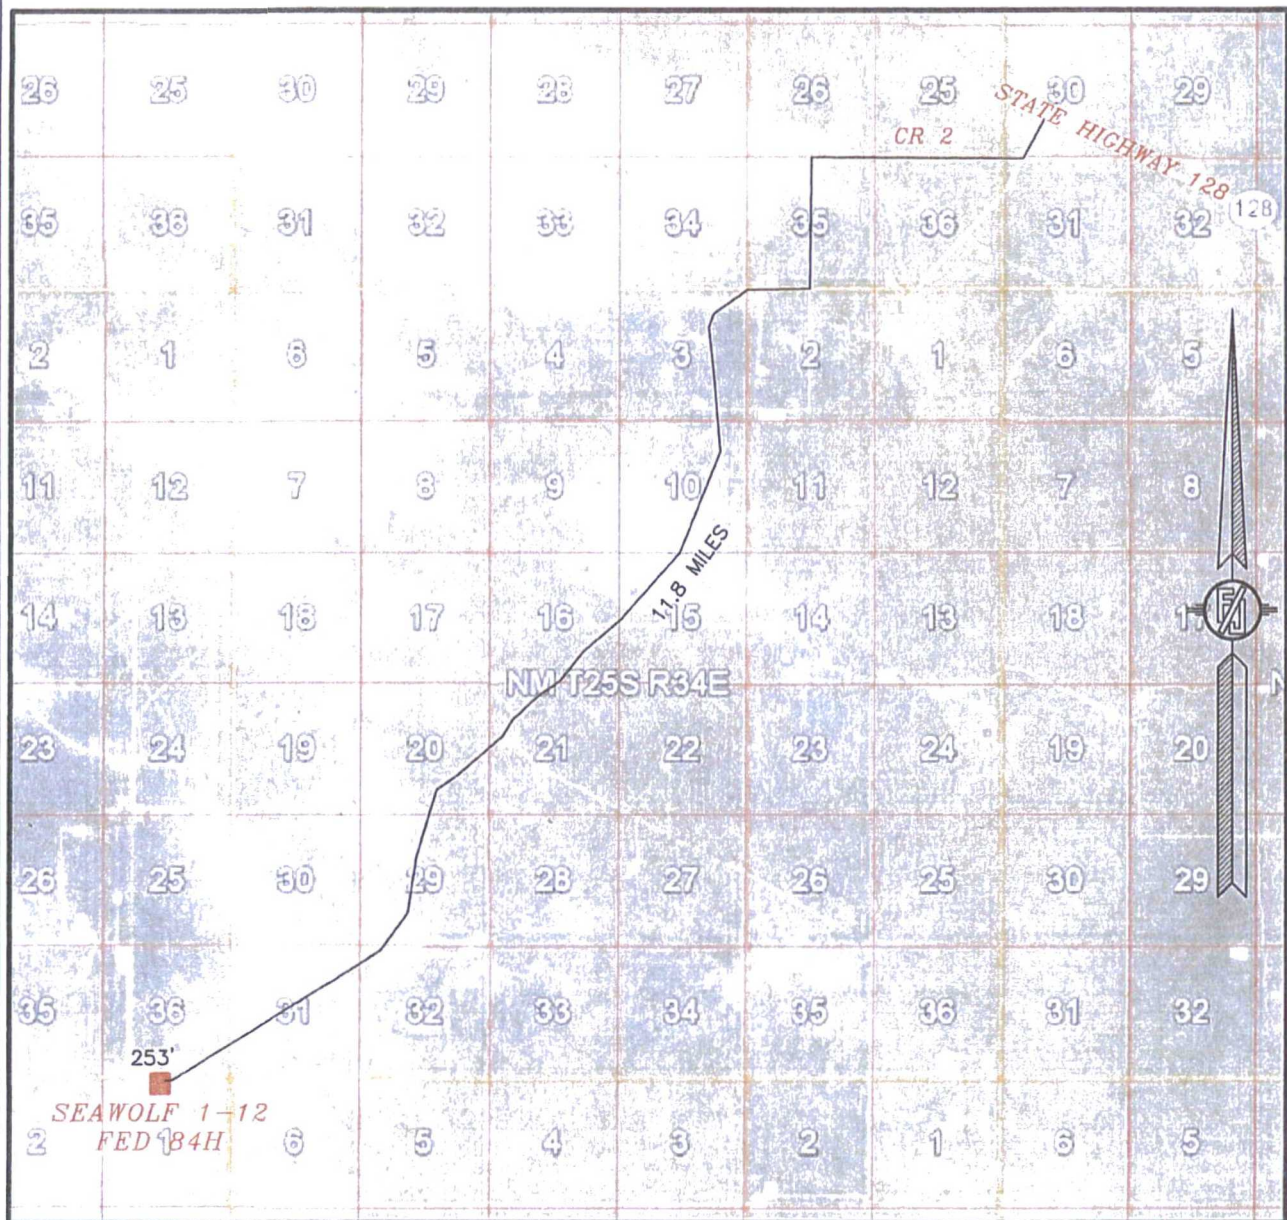 26 25 30 29 28 27 26 25 30 29
STATE HIGHWAY 128
CR 2
128
35 36 31 32 33 34 35 36 31 32
2 1 6 5 4 3 2 1 6 5
11 12 7 8 9 10 11 12 7 8
11.8 MILES
14 13 18 17 16 15 14 13 18
NM T25S R34E
23 24 19 20 21 22 23 24 19 20
26 25 30 29 28 27 26 25 30 29
35 36 31 32 33 34 35 36 31 32
253'
SEAWOLF 1-12
FED 84H
2 1 6 5 4 3 2 1 6 5